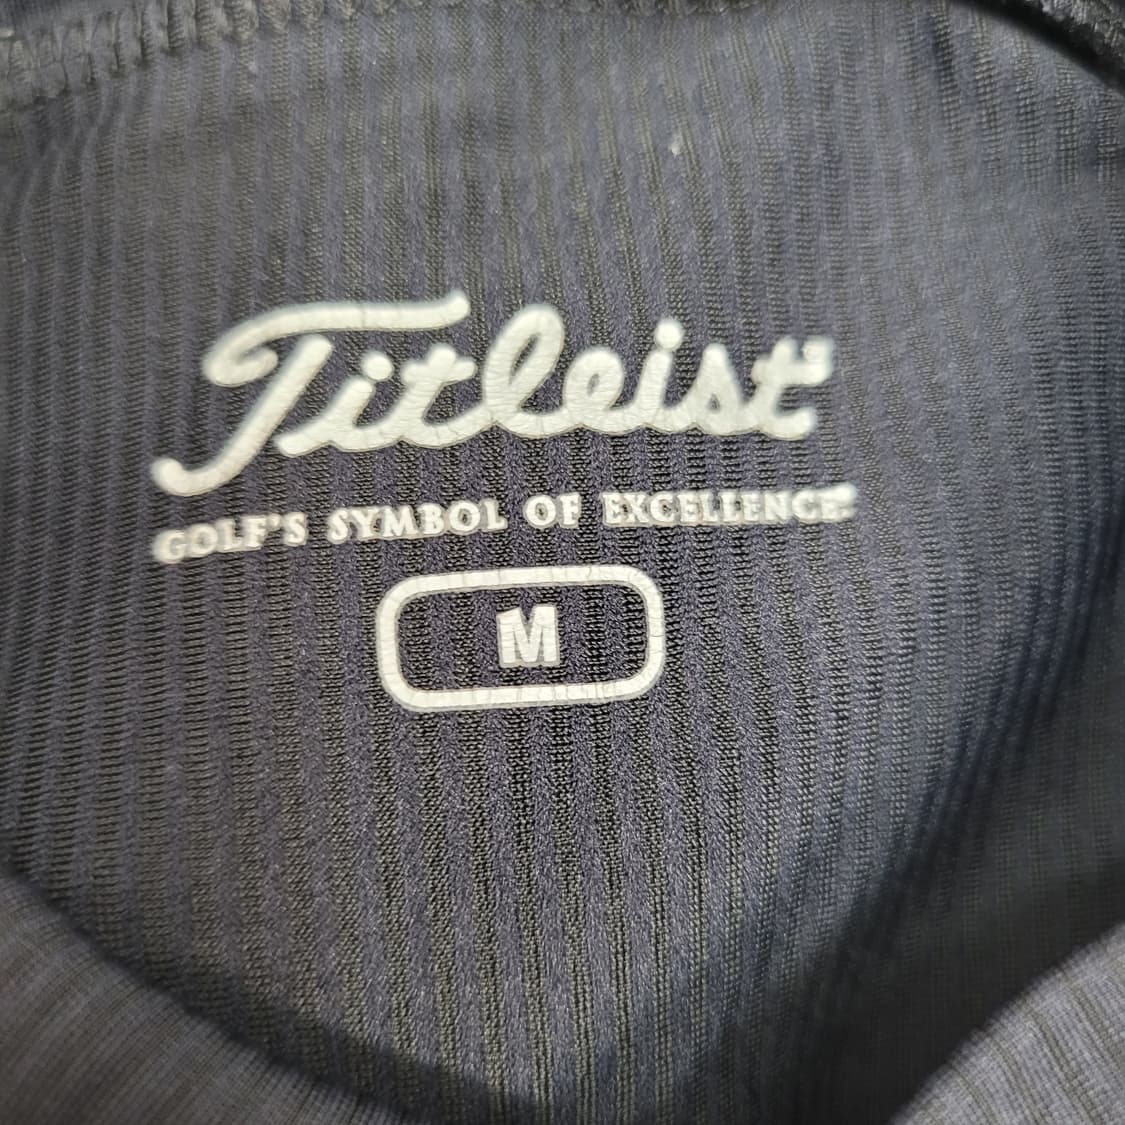 Titleist®
GOLF'S SYMBOL OF EXCELLENCE®
M